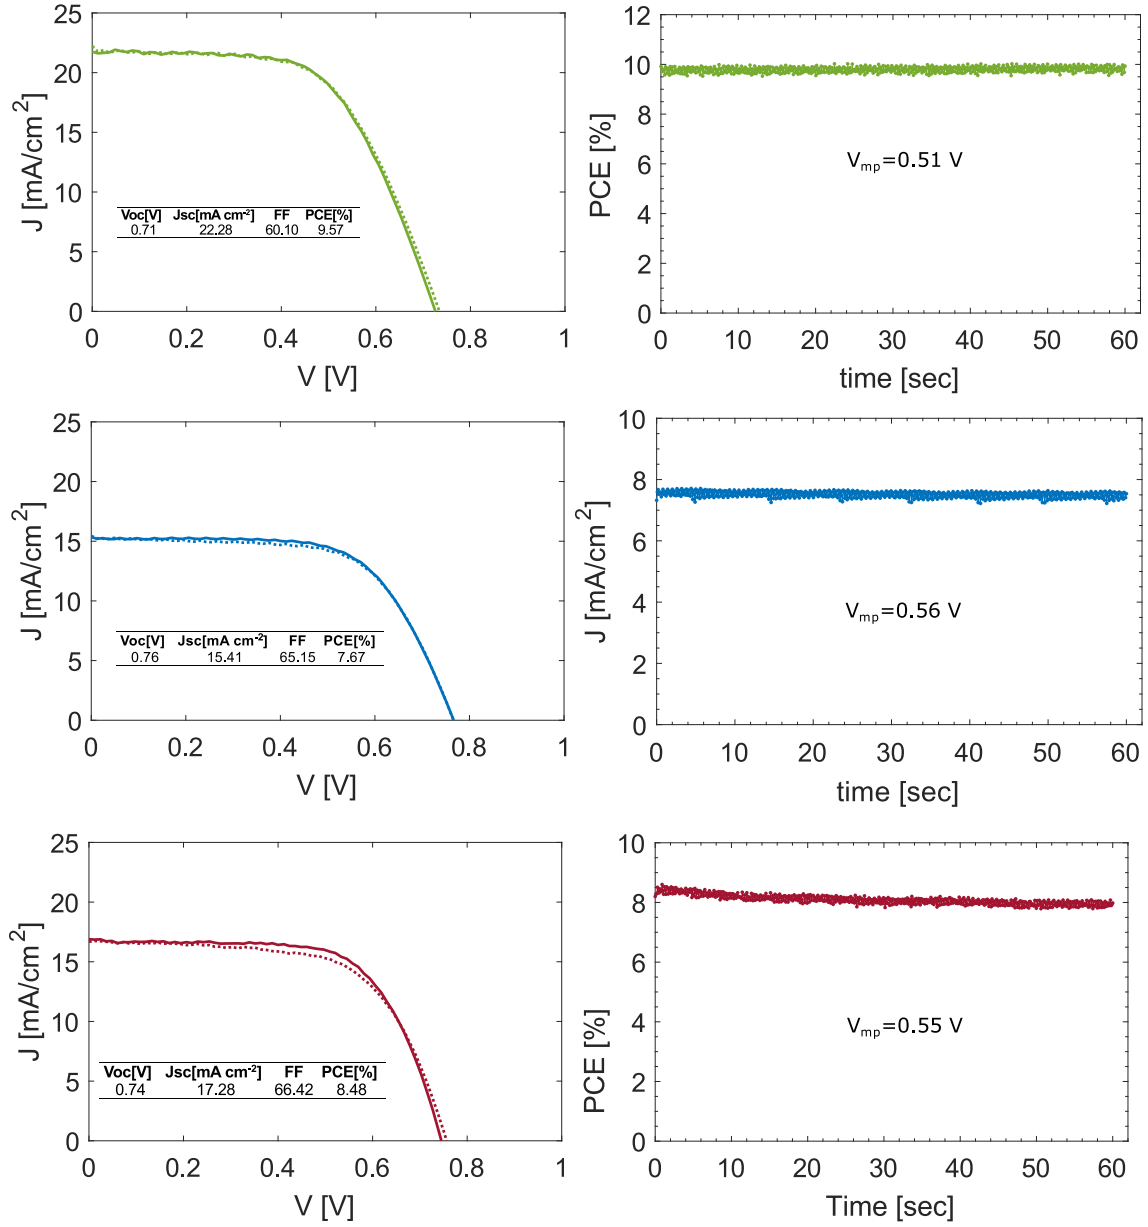 25
20
15
10
5
0
J [mA/cm²]
Voc[V] Jsc[mA cm⁻²] FF PCE[%]
0.71 22.28 60.10 9.57
0 0.2 0.4 0.6 0.8 1
V [V]
12
10
8
6
4
2
0
PCE [%]
Vmp=0.51 V
0 10 20 30 40 50 60
time [sec]
25
20
15
10
5
0
J [mA/cm²]
Voc[V] Jsc[mA cm⁻²] FF PCE[%]
0.76 15.41 65.15 7.67
0 0.2 0.4 0.6 0.8 1
V [V]
10
8
6
4
2
0
J [mA/cm²]
Vmp=0.56 V
0 10 20 30 40 50 60
time [sec]
25
20
15
10
5
0
J [mA/cm²]
Voc[V] Jsc[mA cm⁻²] FF PCE[%]
0.74 17.28 66.42 8.48
0 0.2 0.4 0.6 0.8 1
V [V]
10
8
6
4
2
0
PCE [%]
Vmp=0.55 V
0 10 20 30 40 50 60
Time [sec]